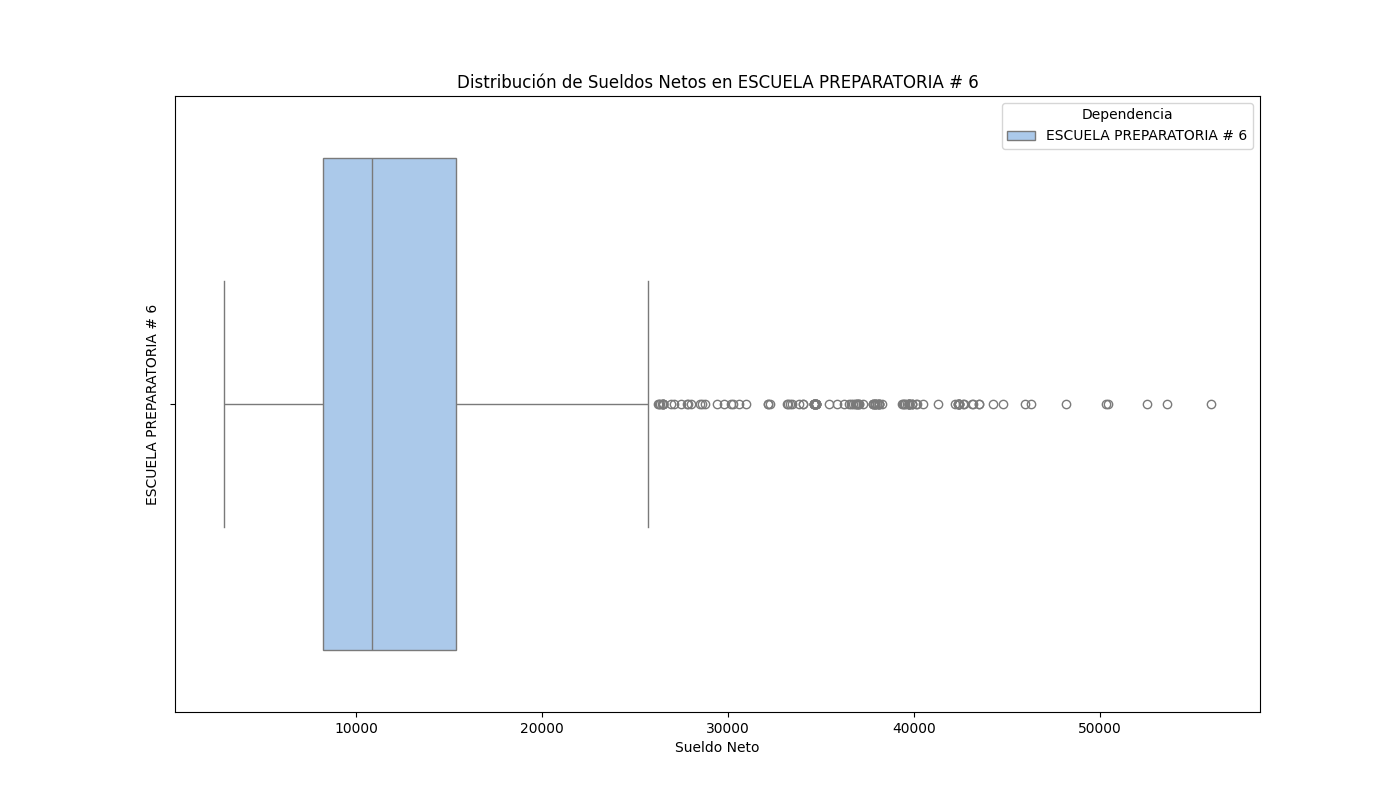 Distribución de Sueldos Netos en ESCUELA PREPARATORIA # 6
Dependencia
ESCUELA PREPARATORIA # 6
ESCUELA PREPARATORIA # 6
10000
20000
30000
40000
50000
Sueldo Neto